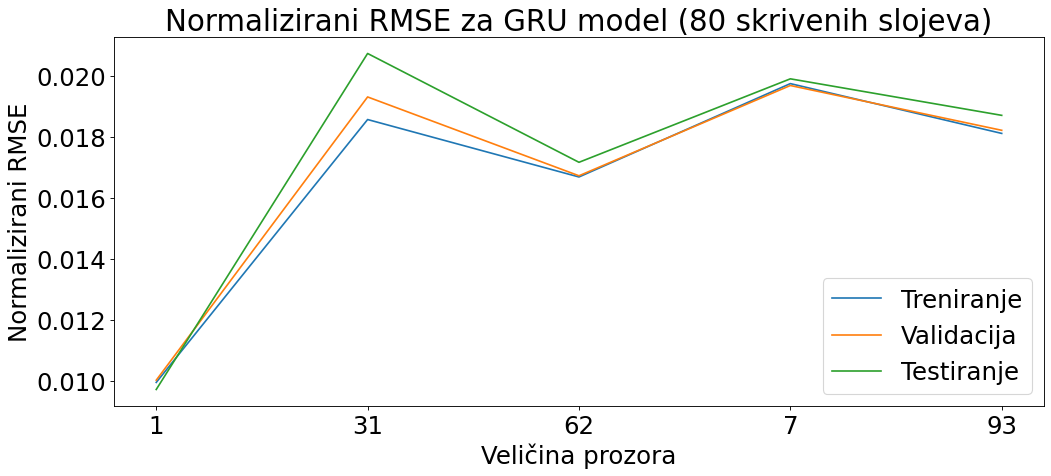 Normalizirani RMSE za GRU model (80 skrivenih slojeva)
Normalizirani RMSE
0.020
0.018
0.016
0.014
0.012
0.010
Treniranje
Validacija
Testiranje
1 31 62 7 93
Veličina prozora